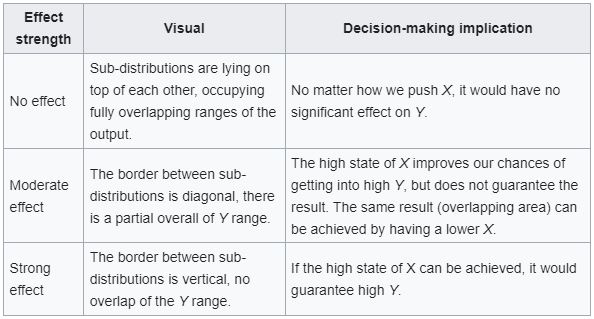 Effect
strength
Visual
Decision-making implication
No effect
Sub-distributions are lying on
top of each other, occupying
fully overlapping ranges of the
output.
No matter how we push X, it would have no
significant effect on Y.
Moderate
effect
The border between sub-
distributions is diagonal, there
is a partial overall of Y range.
The high state of X improves our chances of
getting into high Y, but does not guarantee the
result. The same result (overlapping area) can
be achieved by having a lower X.
Strong
effect
The border between sub-
distributions is vertical, no
overlap of the Y range.
If the high state of X can be achieved, it would
guarantee high Y.